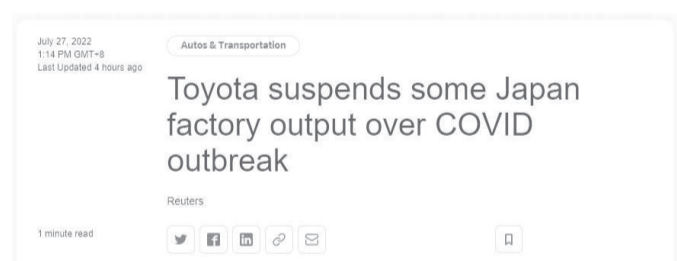 July 27, 2022
1:14 PM GMT+8
Last Updated 4 hours ago
Autos & Transportation
Toyota suspends some Japan
factory output over COVID
outbreak
Reuters
1 minute read